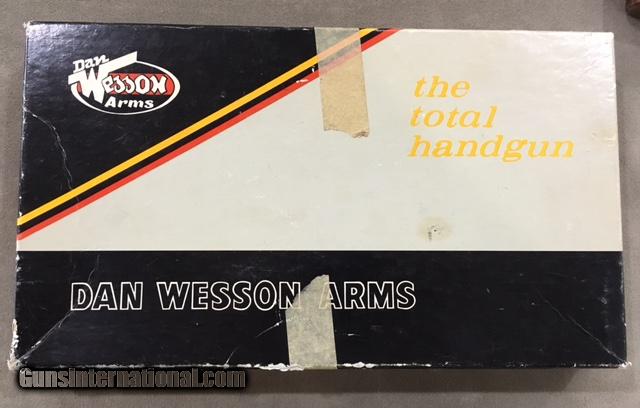 Dan
Wesson
Arms
the
total
handgun
DAN WESSON ARMS
Gunsinternational.com